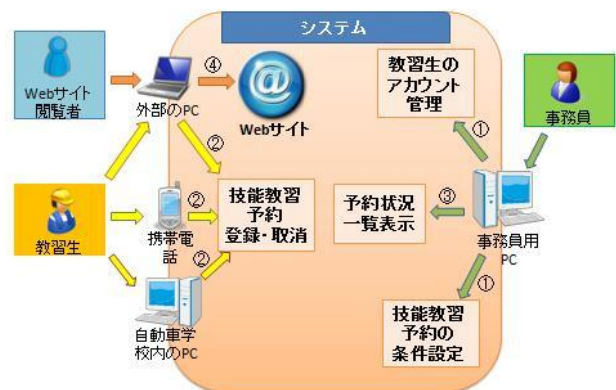 システム
Webサイト
閲覧者
外部のPC
④
Webサイト
教習生の
アカウント
管理
事務員
①
②
教習生
携帯電
話
②
技能教習
予約
登録・取消
予約状況
一覧表示
③
事務員用
PC
②
自動車学
校内のPC
①
技能教習
予約の
条件設定